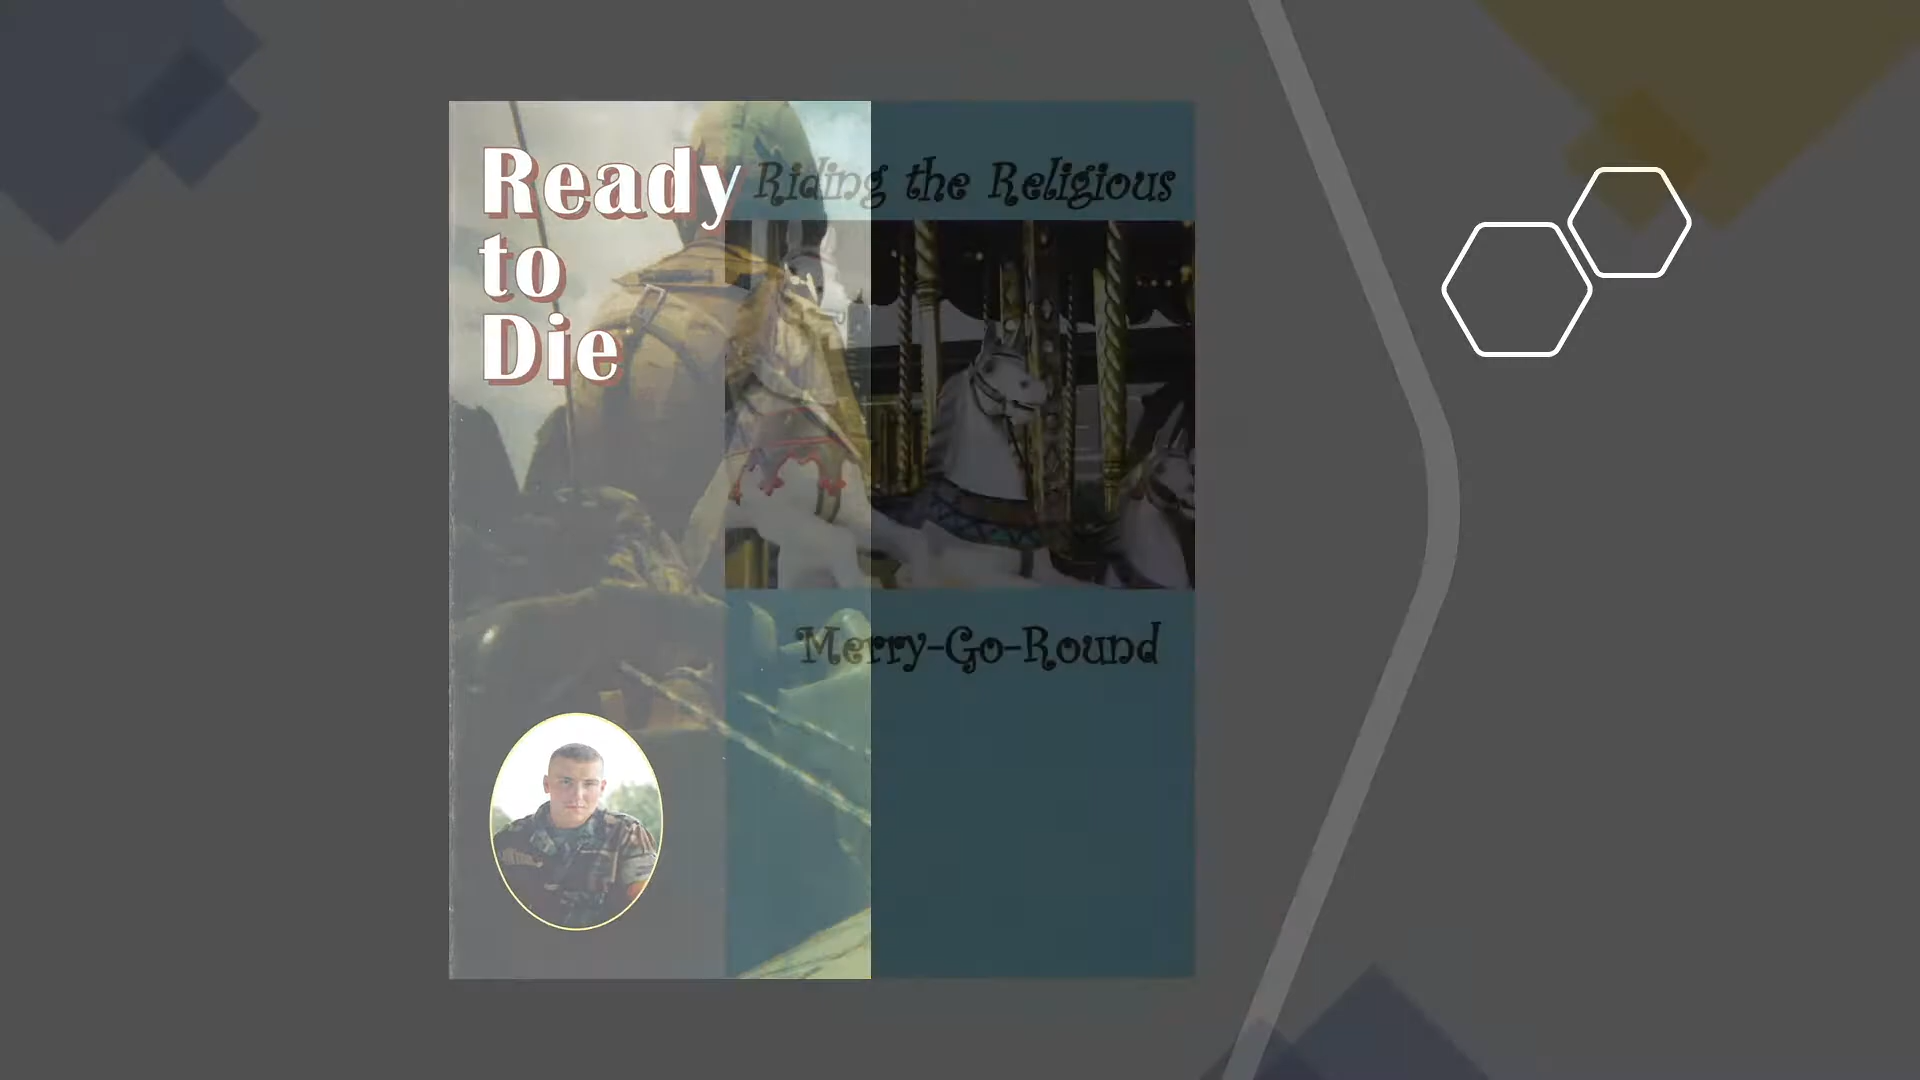 Ready
to
Die
Riding the Religious
Merry-Go-Round